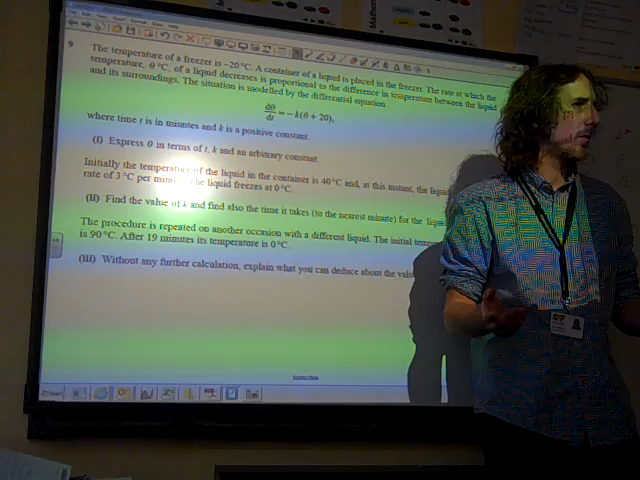 9 The temperature of a freezer is −20 °C. A container of a liquid is placed in the freezer. The rate at which the
temperature, θ °C, of a liquid decreases is proportional to the difference in temperature between the liquid
and its surroundings. The situation is modelled by the differential equation
dθ/dt = −k(θ + 20),
where time t is in minutes and k is a positive constant.
(i) Express θ in terms of t, k and an arbitrary constant.
Initially the temperature of the liquid in the container is 40 °C and, at this instant, the liquid
rate of 3 °C per the liquid freezes at 0 °C.
(ii) Find the value of k and find also the time it takes (to the nearest minute) for the liquid
The procedure is repeated on another occasion with a different liquid. The initial
is 90 °C. After 19 minutes its temperature is 0 °C.
(iii) Without any further calculation, explain what you can deduce about the